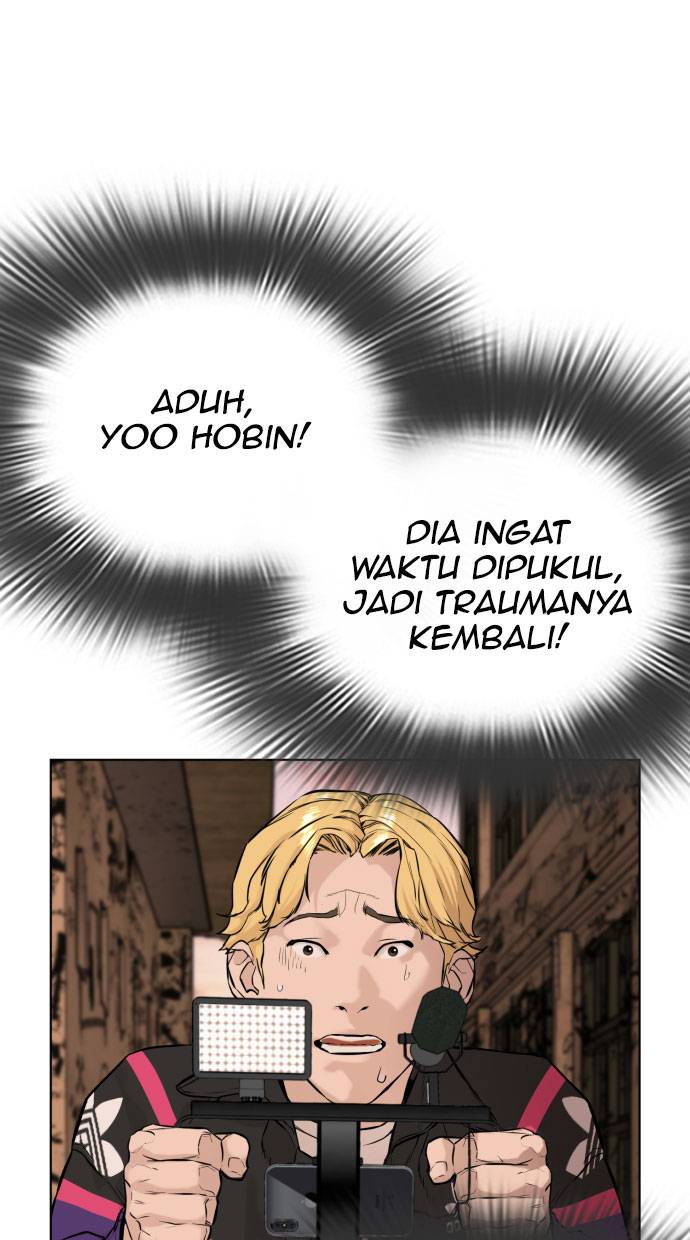 ADUH,
YOO HOBIN!
DIA INGAT
WAKTU DIPUKUL,
JADI TRAUMANYA
KEMBALI!